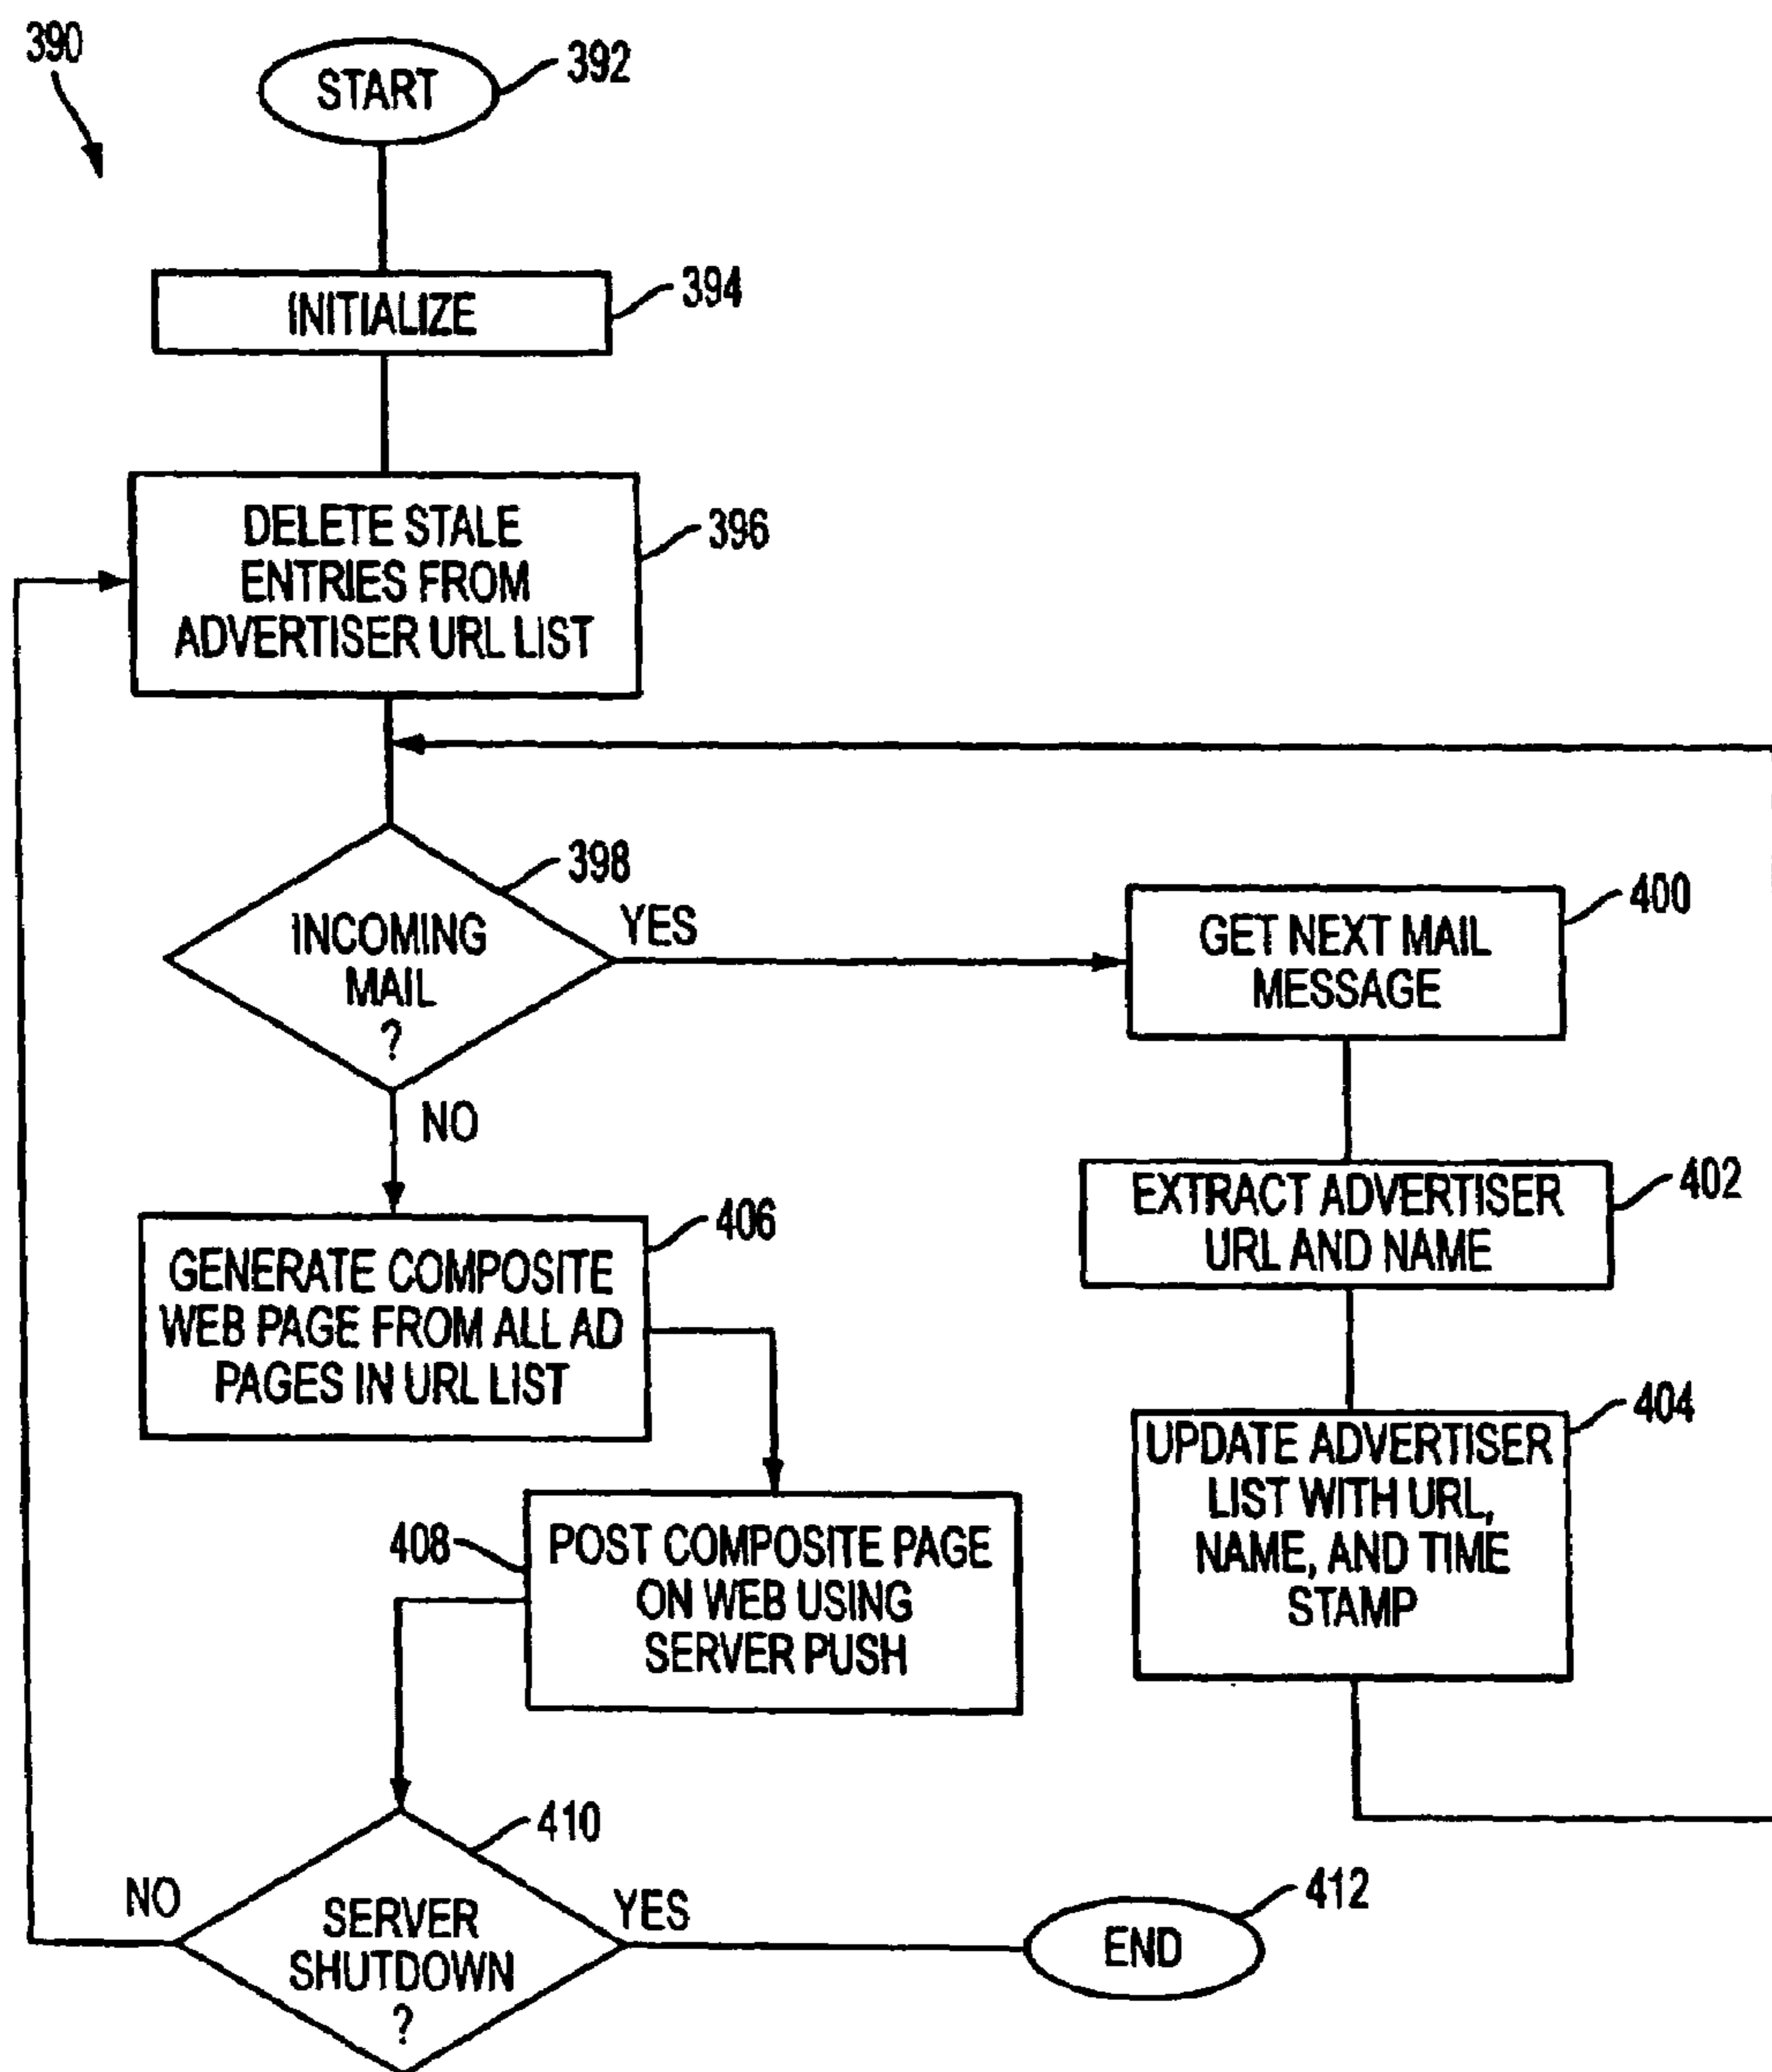 390
START
392
INITIALIZE
394
DELETE STALE
ENTRIES FROM
ADVERTISER URL LIST
396
INCOMING
MAIL
?
398
YES
NO
GET NEXT MAIL
MESSAGE
400
EXTRACT ADVERTISER
URL AND NAME
402
UPDATE ADVERTISER
LIST WITH URL,
NAME, AND TIME
STAMP
404
GENERATE COMPOSITE
WEB PAGE FROM ALL AD
PAGES IN URL LIST
406
POST COMPOSITE PAGE
ON WEB USING
SERVER PUSH
408
SERVER
SHUTDOWN
?
410
NO
YES
END
412